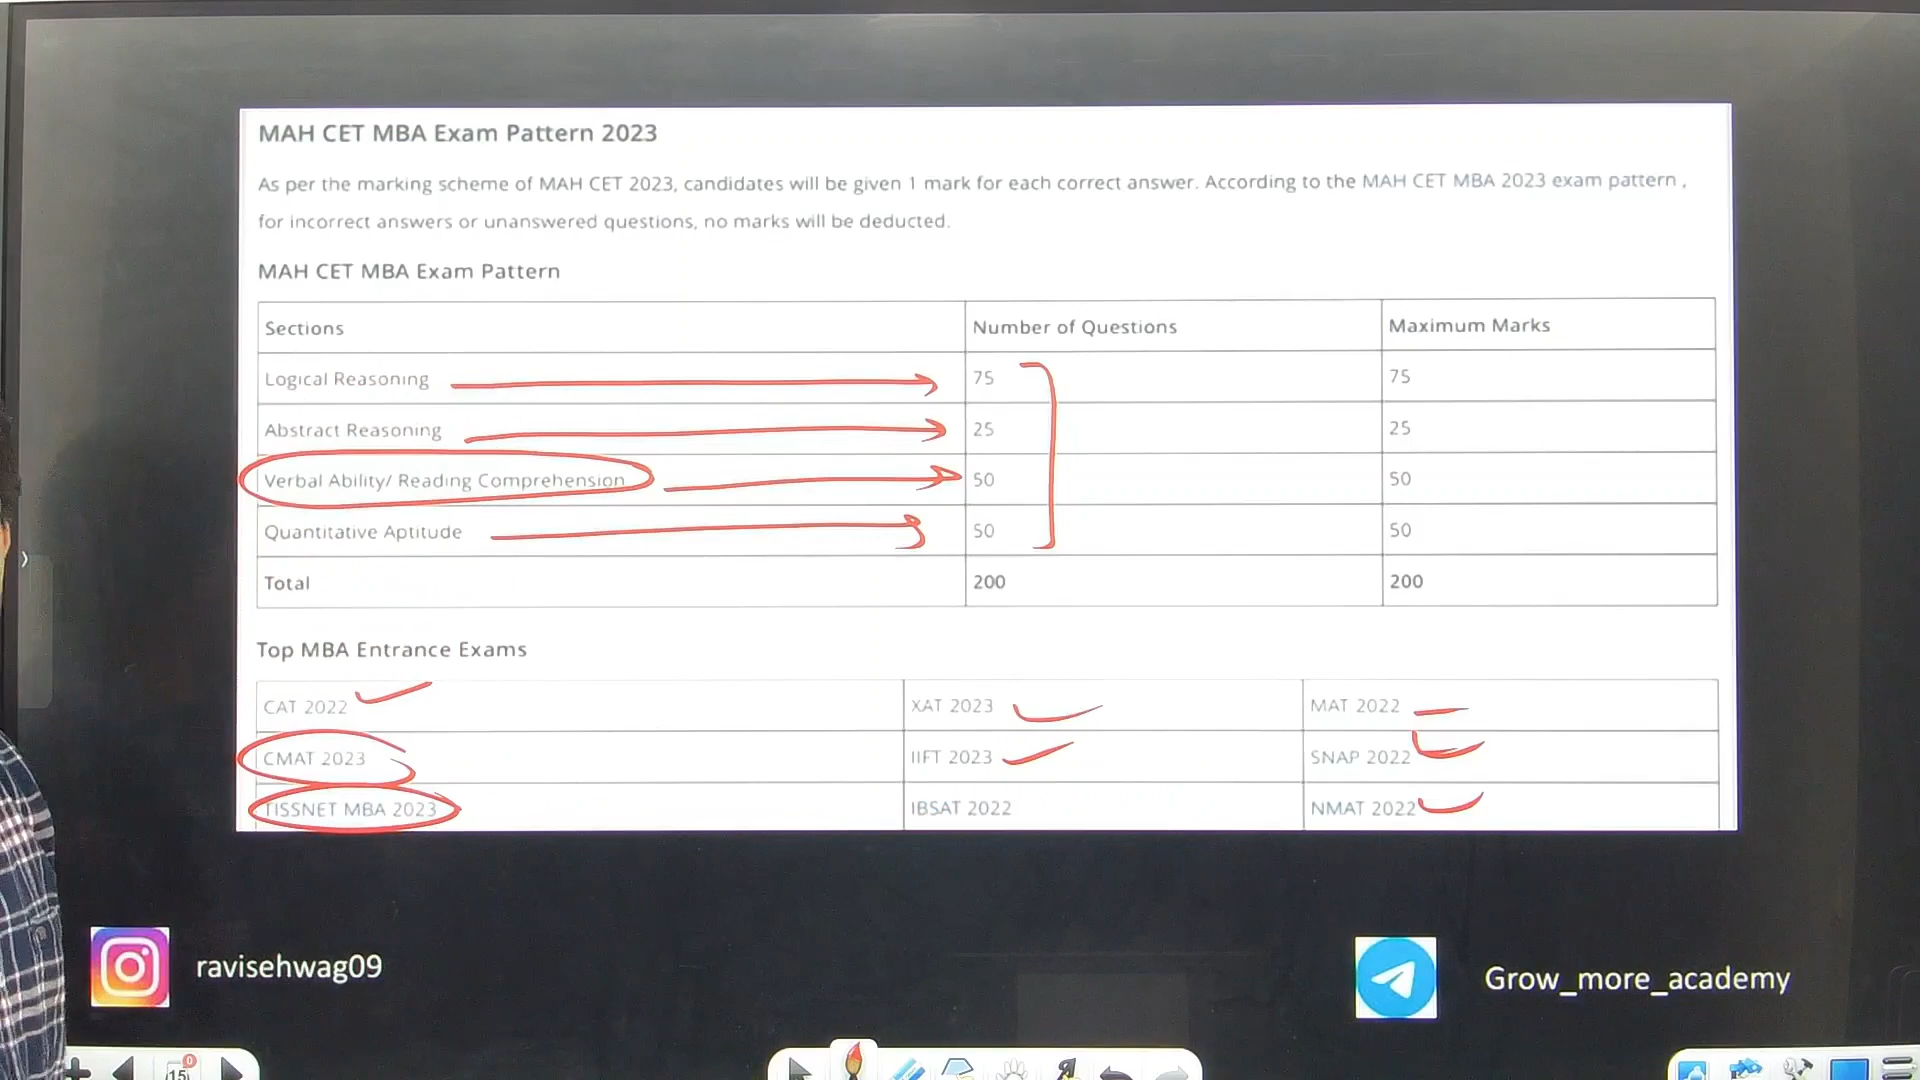 MAH CET MBA Exam Pattern 2023
As per the marking scheme of MAH CET 2023, candidates will be given 1 mark for each correct answer. According to the MAH CET MBA 2023 exam pattern ,
for incorrect answers or unanswered questions, no marks will be deducted.
MAH CET MBA Exam Pattern
Sections Number of Questions Maximum Marks
Logical Reasoning 75 75
Abstract Reasoning 25 25
Verbal Ability/ Reading Comprehension 50 50
Quantitative Aptitude 50 50
Total 200 200
Top MBA Entrance Exams
CAT 2022 XAT 2023 MAT 2022
CMAT 2023 IIFT 2023 SNAP 2022
TISSNET MBA 2023 IBSAT 2022 NMAT 2022
ravisehwag09
Grow_more_academy
0
15